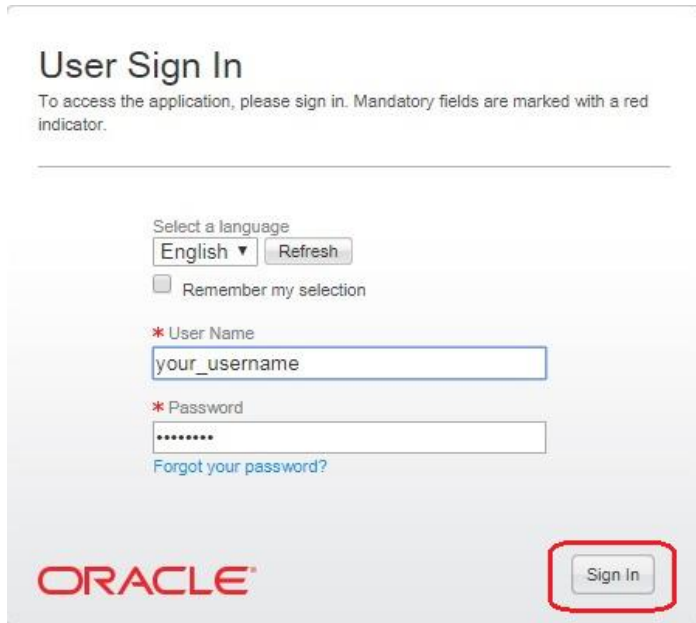 User Sign In
To access the application, please sign in. Mandatory fields are marked with a red
indicator.
Select a language
English ▼ Refresh
Remember my selection
* User Name
your_username
* Password
••••••••
Forgot your password?
ORACLE® Sign In